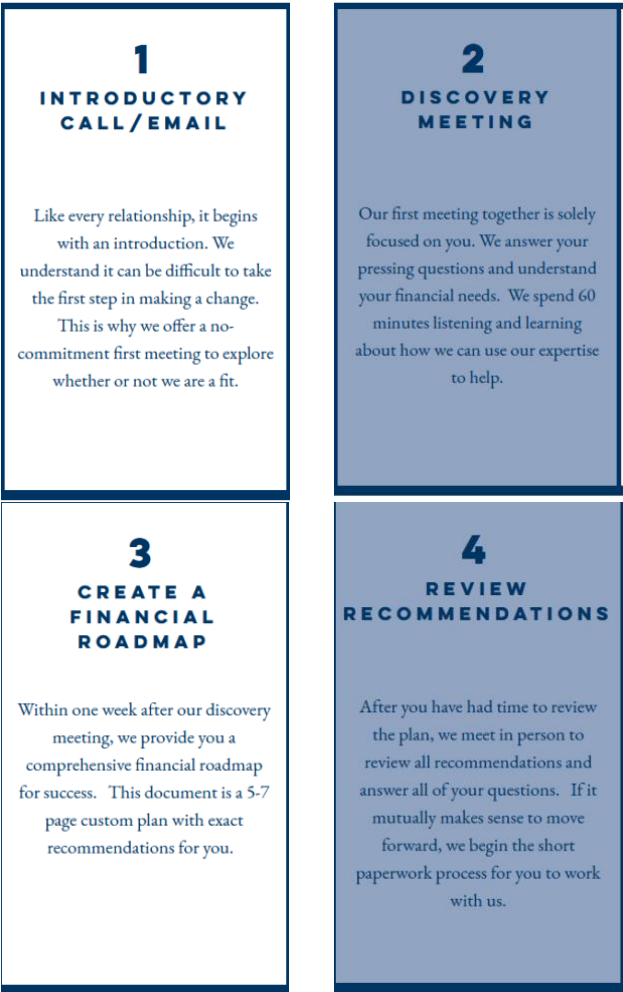 1
INTRODUCTORY
CALL/EMAIL
Like every relationship, it begins
with an introduction. We
understand it can be difficult to take
the first step in making a change.
This is why we offer a no-
commitment first meeting to explore
whether or not we are a fit.
2
DISCOVERY
MEETING
Our first meeting together is solely
focused on you. We answer your
pressing questions and understand
your financial needs.  We spend 60
minutes listening and learning
about how we can use our expertise
to help.
3
CREATE A
FINANCIAL
ROADMAP
Within one week after our discovery
meeting, we provide you a
comprehensive financial roadmap
for success.   This document is a 5-7
page custom plan with exact
recommendations for you.
4
REVIEW
RECOMMENDATIONS
After you have had time to review
the plan, we meet in person to
review all recommendations and
answer all of your questions.   If it
mutually makes sense to move
forward, we begin the short
paperwork process for you to work
with us.